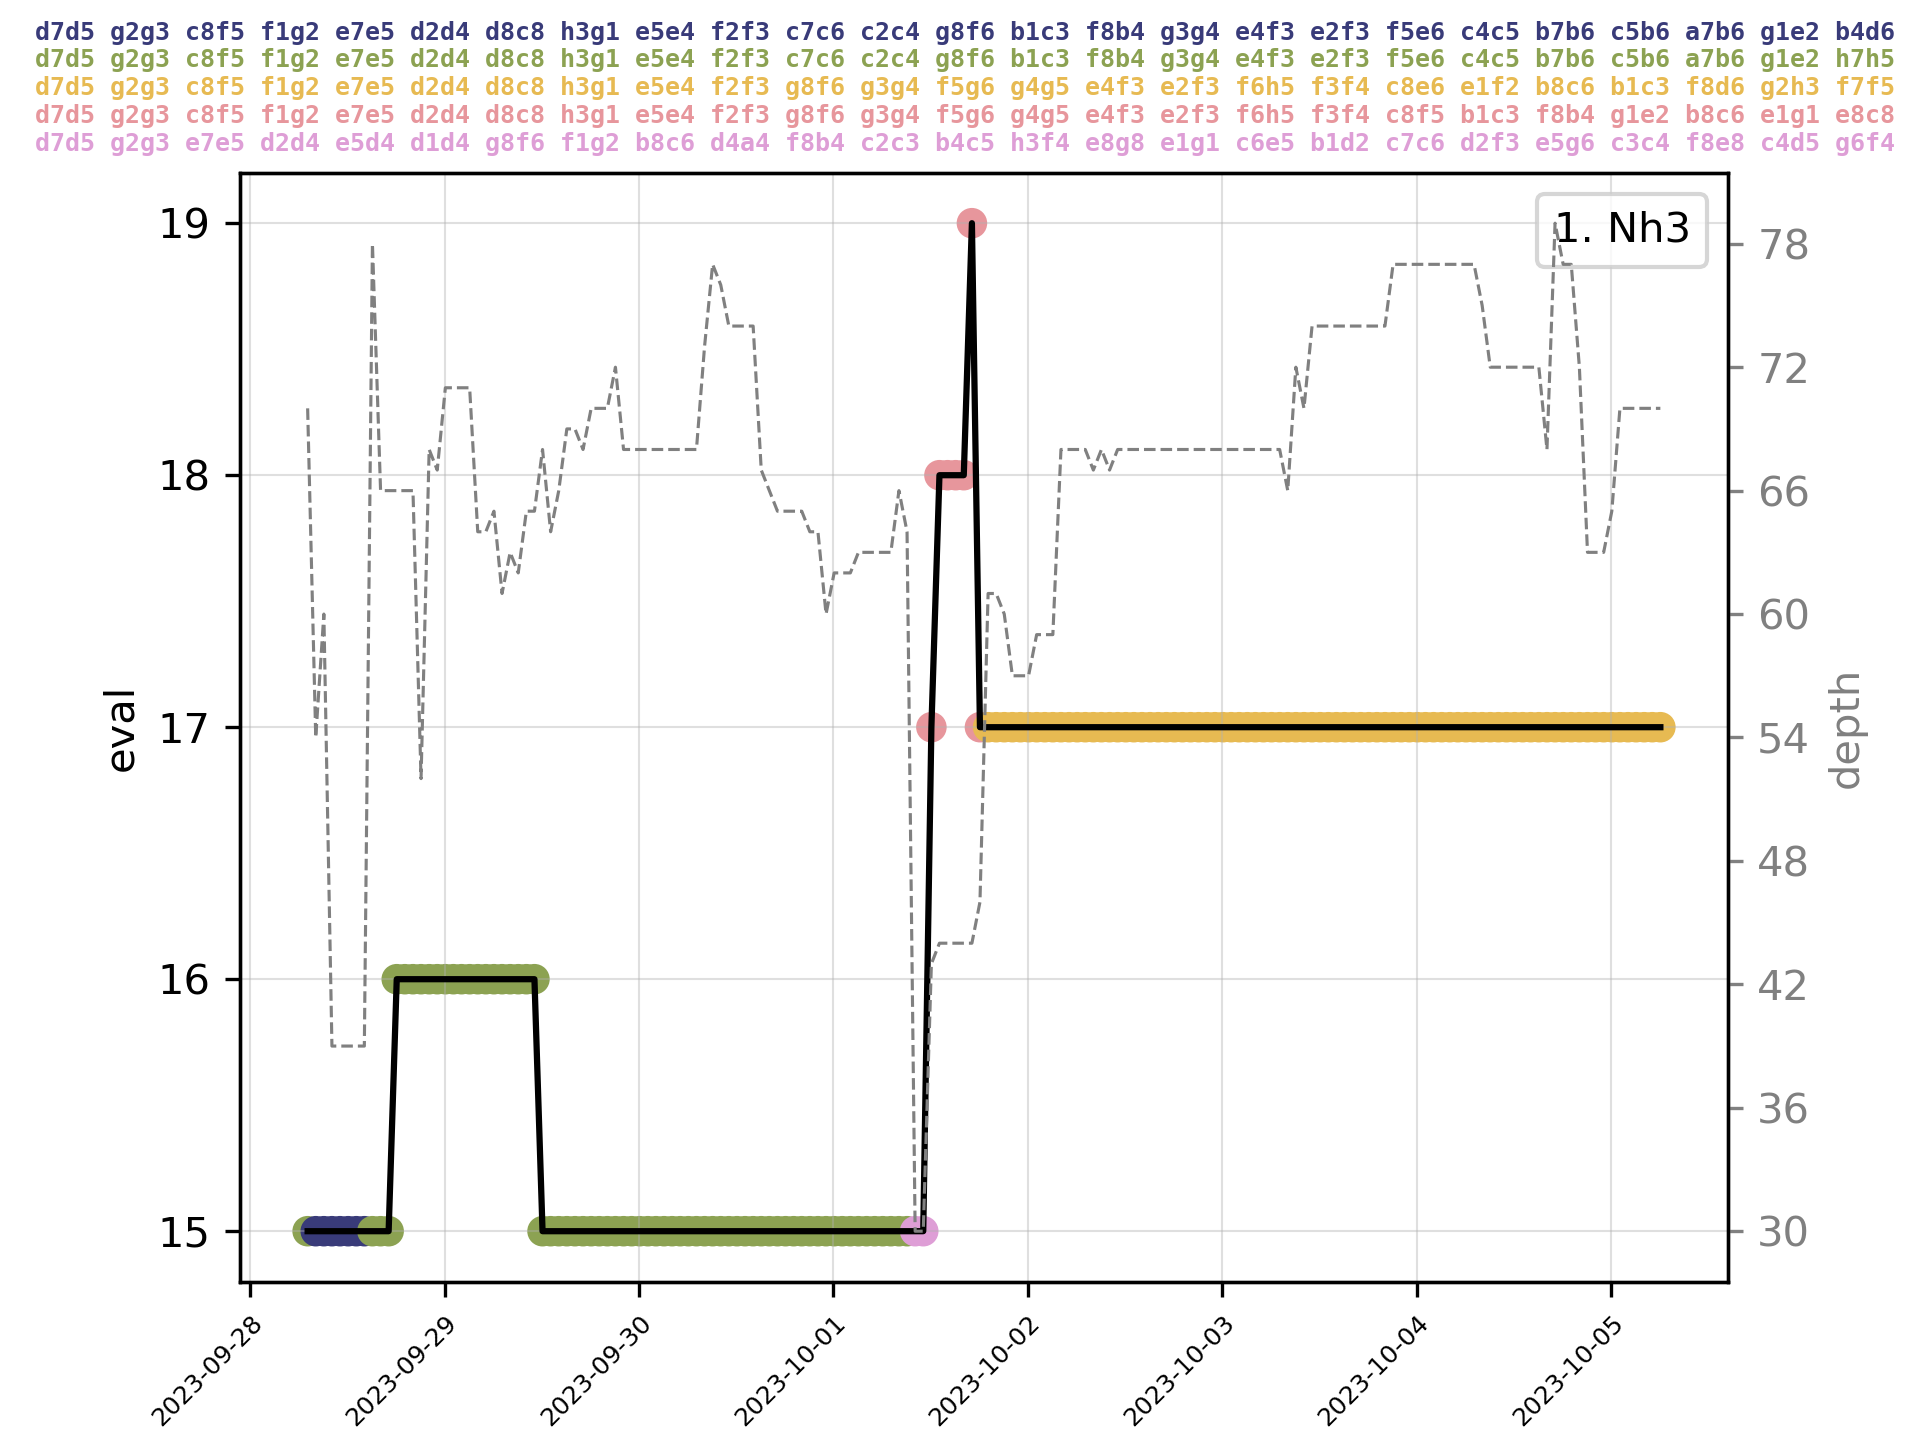 d7d5 g2g3 c8f5 f1g2 e7e5 d2d4 d8c8 h3g1 e5e4 f2f3 c7c6 c2c4 g8f6 b1c3 f8b4 g3g4 e4f3 e2f3 f5e6 c4c5 b7b6 c5b6 a7b6 g1e2 b4d6
d7d5 g2g3 c8f5 f1g2 e7e5 d2d4 d8c8 h3g1 e5e4 f2f3 c7c6 c2c4 g8f6 b1c3 f8b4 g3g4 e4f3 e2f3 f5e6 c4c5 b7b6 c5b6 a7b6 g1e2 h7h5
d7d5 g2g3 c8f5 f1g2 e7e5 d2d4 d8c8 h3g1 e5e4 f2f3 g8f6 g3g4 f5g6 g4g5 e4f3 e2f3 f6h5 f3f4 c8e6 e1f2 b8c6 b1c3 f8d6 g2h3 f7f5
d7d5 g2g3 c8f5 f1g2 e7e5 d2d4 d8c8 h3g1 e5e4 f2f3 g8f6 g3g4 f5g6 g4g5 e4f3 e2f3 f6h5 f3f4 c8f5 b1c3 f8b4 g1e2 b8c6 e1g1 e8c8
d7d5 g2g3 e7e5 d2d4 e5d4 d1d4 g8f6 f1g2 b8c6 d4a4 f8b4 c2c3 b4c5 h3f4 e8g8 e1g1 c6e5 b1d2 c7c6 d2f3 e5g6 c3c4 f8e8 c4d5 g6f4
1. Nh3
19
18
17
16
15
eval
78
72
66
60
54
48
42
36
30
depth
2023-09-28
2023-09-29
2023-09-30
2023-10-01
2023-10-02
2023-10-03
2023-10-04
2023-10-05